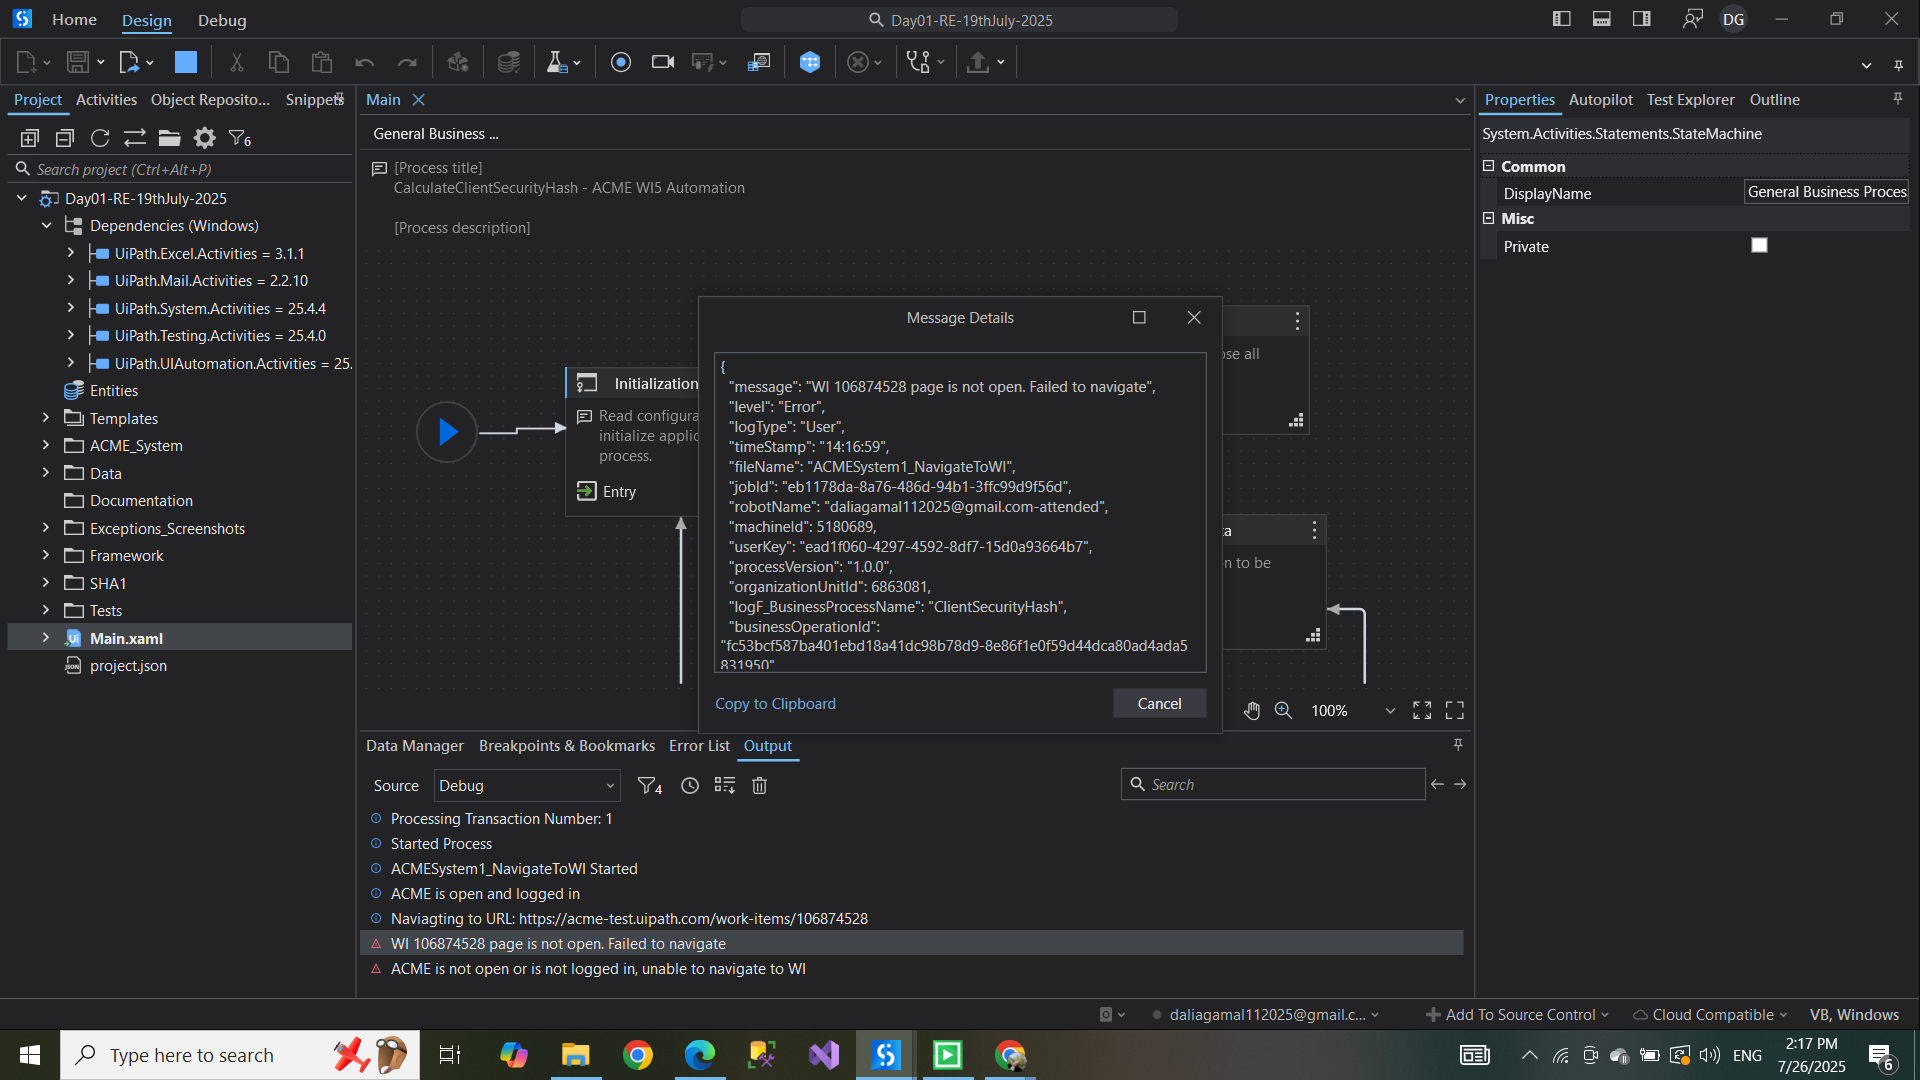 Home
Design
Debug
Day01-RE-19thJuly-2025
DG
Project
Activities
Object Reposito...
Snippets
Main
Properties
Autopilot
Test Explorer
Outline
6
General Business ...
System.Activities.Statements.StateMachine
Search project (Ctrl+Alt+P)
[Process title]
CalculateClientSecurityHash - ACME WI5 Automation
[Process description]
Common
DisplayName
General Business Proces
Misc
Private
Day01-RE-19thJuly-2025
Dependencies (Windows)
UiPath.Excel.Activities = 3.1.1
UiPath.Mail.Activities = 2.2.10
UiPath.System.Activities = 25.4.4
UiPath.Testing.Activities = 25.4.0
UiPath.UIAutomation.Activities = 25.
Entities
Templates
ACME_System
Data
Documentation
Exceptions_Screenshots
Framework
SHA1
Tests
Main.xaml
project.json
Initialization
Read configura
initialize applic
process.
Entry
ose all
ta
n to be
Message Details
{
"message": "WI 106874528 page is not open. Failed to navigate",
"level": "Error",
"logType": "User",
"timeStamp": "14:16:59",
"fileName": "ACMESystem1_NavigateToWI",
"jobId": "eb1178da-8a76-486d-94b1-3ffc99d9f56d",
"robotName": "daliagamal112025@gmail.com-attended",
"machineId": 5180689,
"userKey": "ead1f060-4297-4592-8df7-15d0a93664b7",
"processVersion": "1.0.0",
"organizationUnitId": 6863081,
"logF_BusinessProcessName": "ClientSecurityHash",
"businessOperationId":
"fc53bcf587ba401ebd18a41dc98b78d9-8e86f1e0f59d44dca80ad4ada5
831950"
Copy to Clipboard
Cancel
100%
Data Manager
Breakpoints & Bookmarks
Error List
Output
Source
Debug
4
Search
Processing Transaction Number: 1
Started Process
ACMESystem1_NavigateToWI Started
ACME is open and logged in
Naviagting to URL: https://acme-test.uipath.com/work-items/106874528
WI 106874528 page is not open. Failed to navigate
ACME is not open or is not logged in, unable to navigate to WI
daliagamal112025@gmail.c...
Add To Source Control
Cloud Compatible
VB, Windows
Type here to search
ENG
2:17 PM
7/26/2025
6